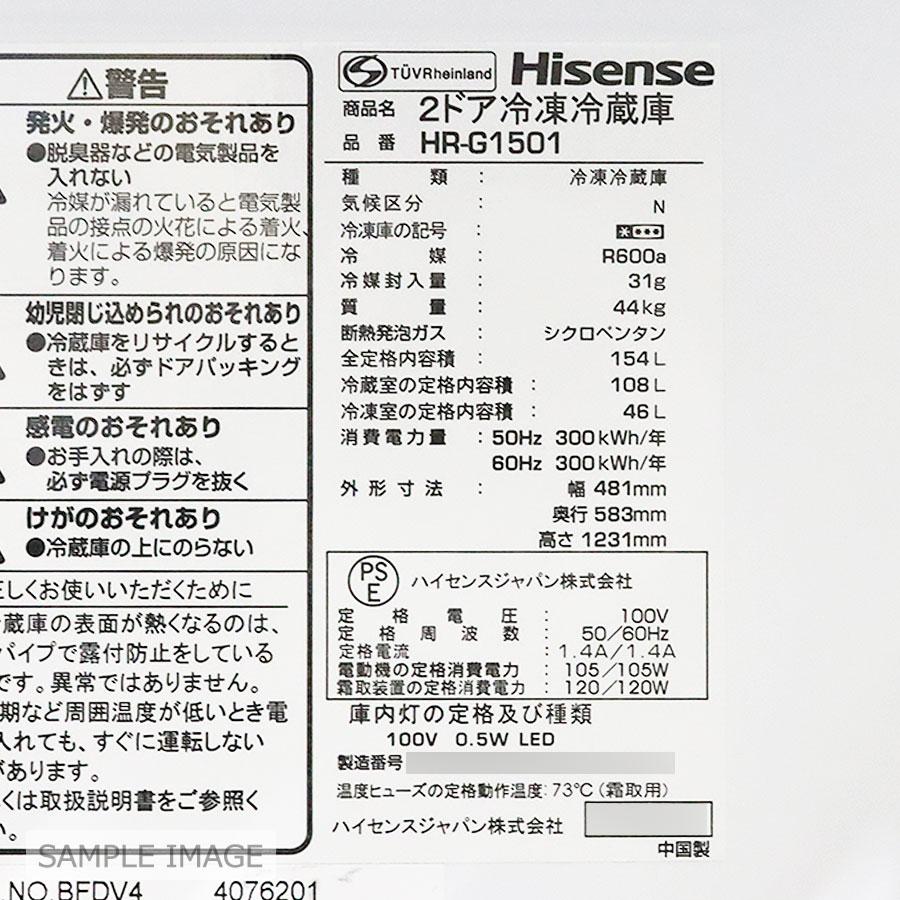 警告
発火・爆発のおそれあり
●脱臭器などの電気製品を
入れない
冷媒が漏れていると電気製
品の接点の火花による着火、
着火による爆発の原因にな
ります。
幼児閉じ込められのおそれあり
●冷蔵庫をリサイクルすると
きは、必ずドアパッキング
をはずす
感電のおそれあり
●お手入れの際は、
必ず電源プラグを抜く
けがのおそれあり
●冷蔵庫の上にのらない
しくお使いいただくために
蔵庫の表面が熱くなるのは、
パイプで露付防止をしている
です。異常ではありません。
期など周囲温度が低いとき電
入れても、すぐに運転しない
があります。
くは取扱説明書をご参照く
い。
SAMPLE IMAGE
.NO.BFDV4 4076201
TÜVRheinland Hisense
商品名 2ドア冷凍冷蔵庫
品番 HR-G1501
種類 : 冷凍冷蔵庫
気候区分 : N
冷凍庫の記号 :
冷媒 : R600a
冷媒封入量 : 31g
質量 : 44kg
断熱発泡ガス : シクロペンタン
全定格内容積 : 154L
冷蔵室の定格内容積 : 108L
冷凍室の定格内容積 : 46L
消費電力量 : 50Hz 300kWh/年
60Hz 300kWh/年
外形寸法 : 幅 481mm
奥行 583mm
高さ 1231mm
PSE ハイセンスジャパン株式会社
定格電圧 : 100V
定格周波数 : 50/60Hz
定格電流 : 1.4A/1.4A
電動機の定格消費電力 : 105/105W
霜取装置の定格消費電力 : 120/120W
庫内灯の定格及び種類
100V 0.5W LED
製造番号
温度ヒューズの定格動作温度:73℃(霜取用)
ハイセンスジャパン株式会社
中国製